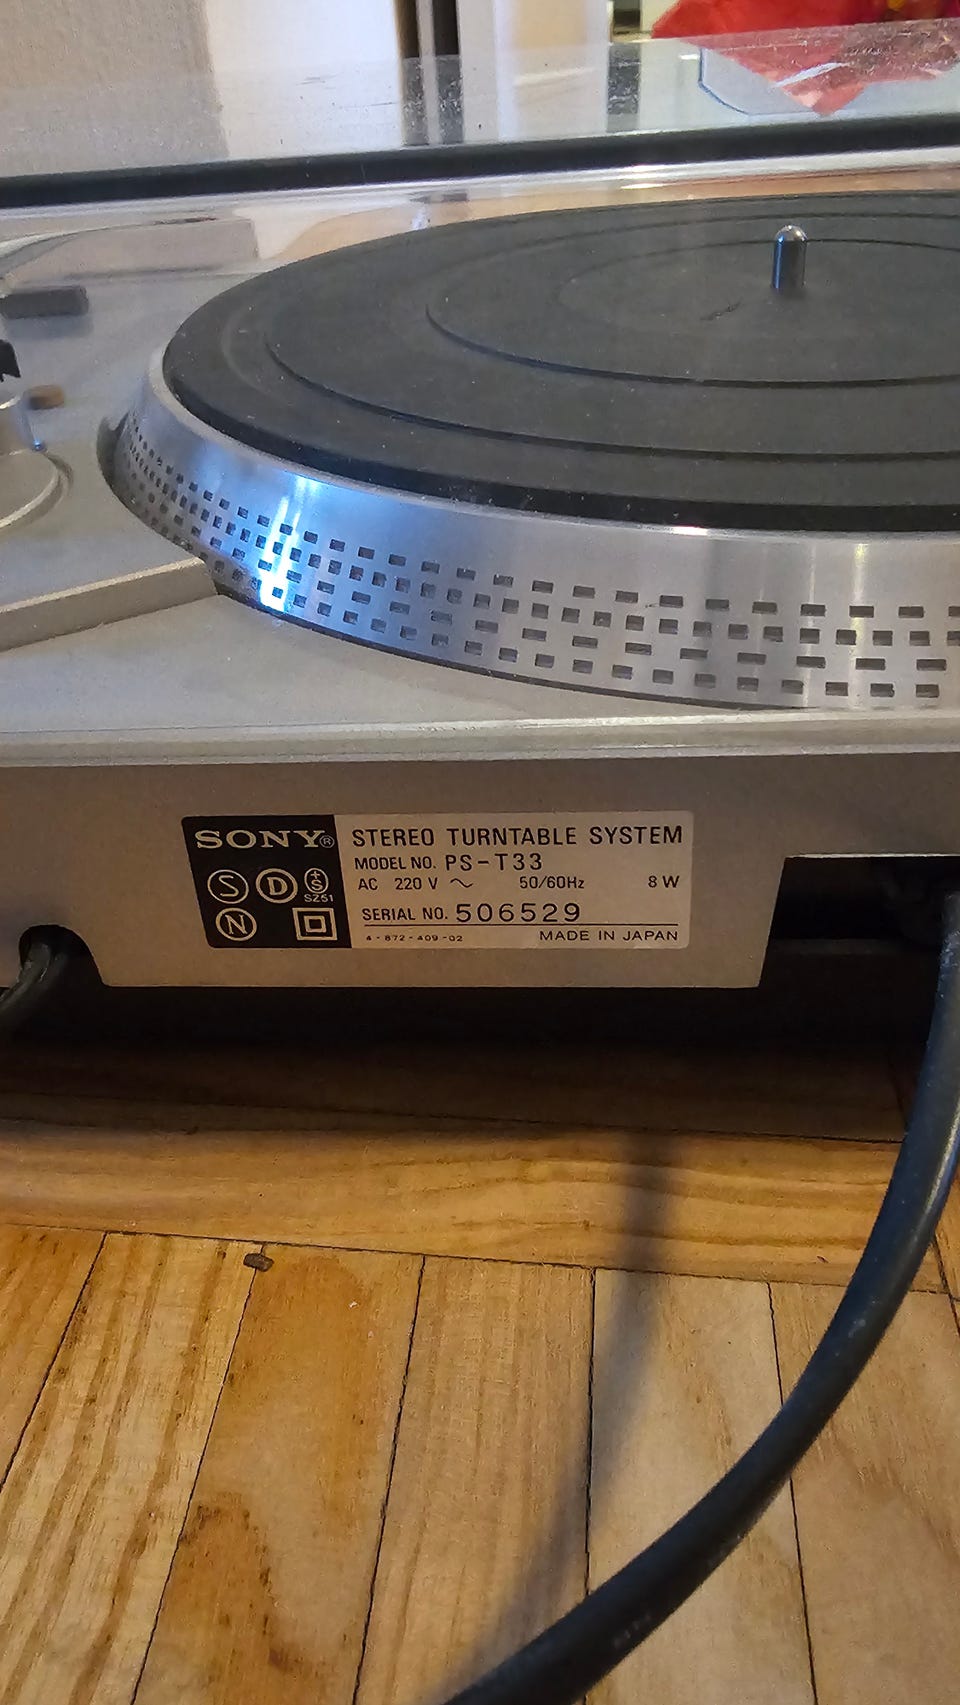 SONY®
STEREO TURNTABLE SYSTEM
MODEL NO. PS-T33
AC 220 V ~ 50/60Hz 8 W
S D +S
SZ51
N
SERIAL NO. 506529
4-872-409-02 MADE IN JAPAN